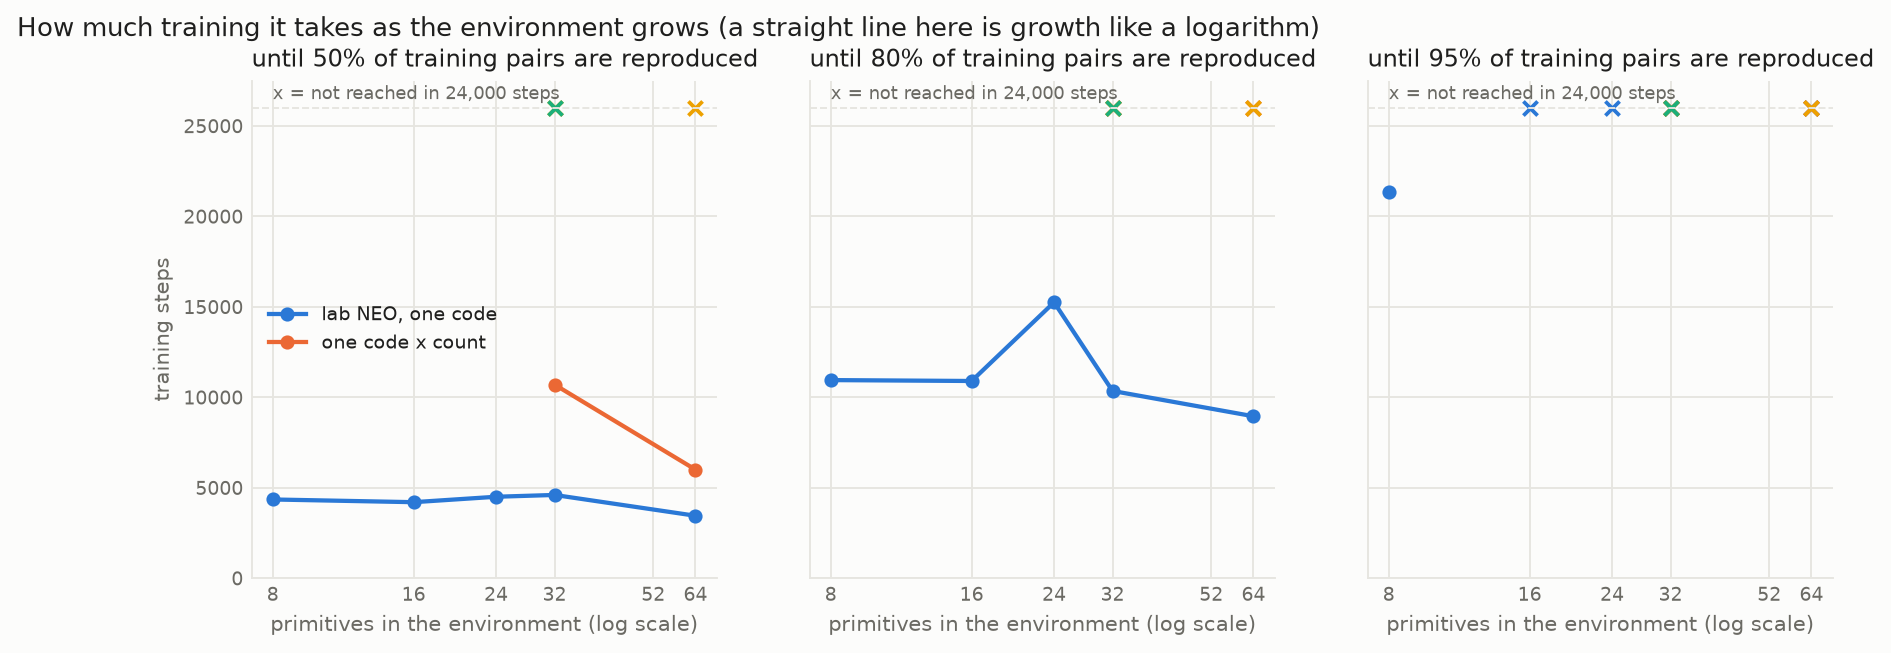 How much training it takes as the environment grows (a straight line here is growth like a logarithm)
until 50% of training pairs are reproduced
until 80% of training pairs are reproduced
until 95% of training pairs are reproduced
x = not reached in 24,000 steps
x = not reached in 24,000 steps
x = not reached in 24,000 steps
25000
20000
15000
10000
5000
0
training steps
lab NEO, one code
one code x count
8 16 24 32 52 64
8 16 24 32 52 64
8 16 24 32 52 64
primitives in the environment (log scale)
primitives in the environment (log scale)
primitives in the environment (log scale)